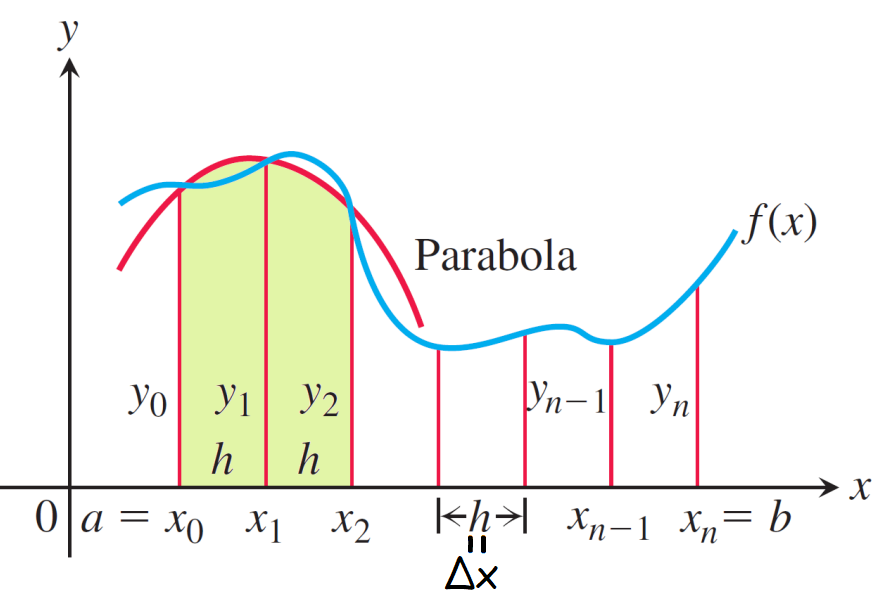 y
f(x)
Parabola
y₀ y₁ y₂ yₙ₋₁ yₙ
h h
x
0 a = x₀ x₁ x₂ h xₙ₋₁ xₙ = b
=
Δx